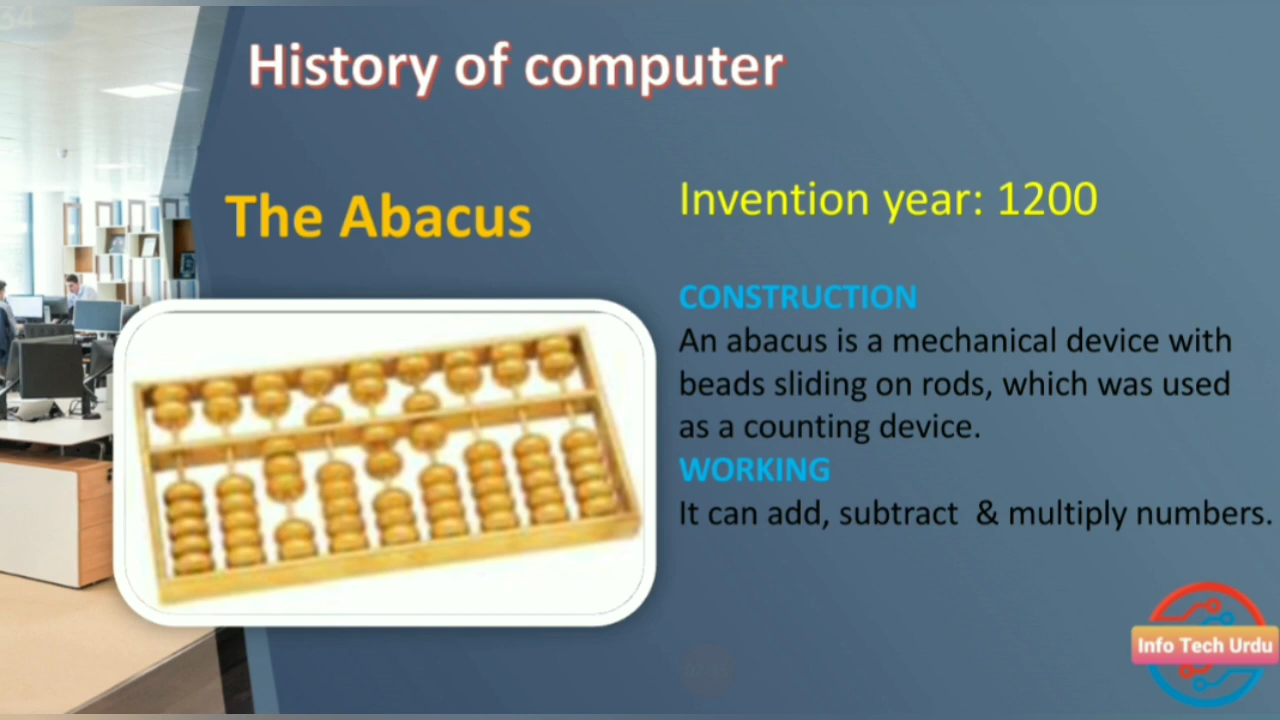 History of computer
The Abacus
Invention year: 1200
CONSTRUCTION
An abacus is a mechanical device with
beads sliding on rods, which was used
as a counting device.
WORKING
It can add, subtract & multiply numbers.
Info Tech Urdu